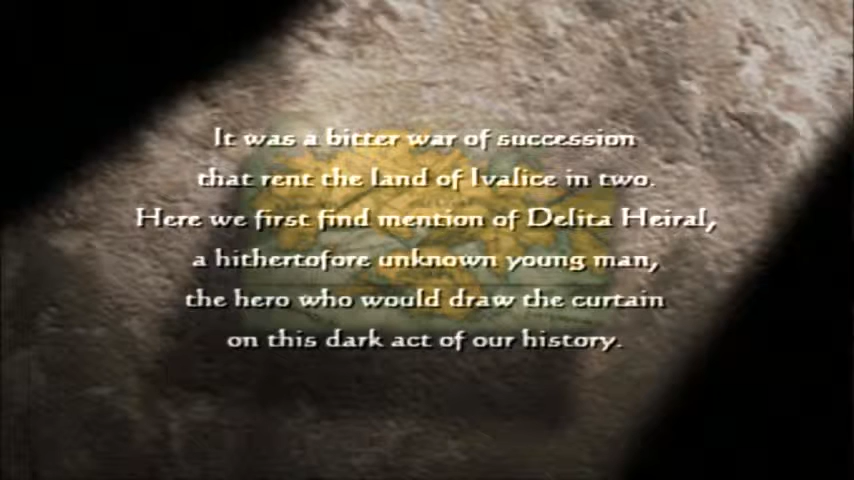 It was a bitter war of succession
that rent the land of Ivalice in two.
Here we first find mention of Delita Heiral,
a hithertofore unknown young man,
the hero who would draw the curtain
on this dark act of our history.